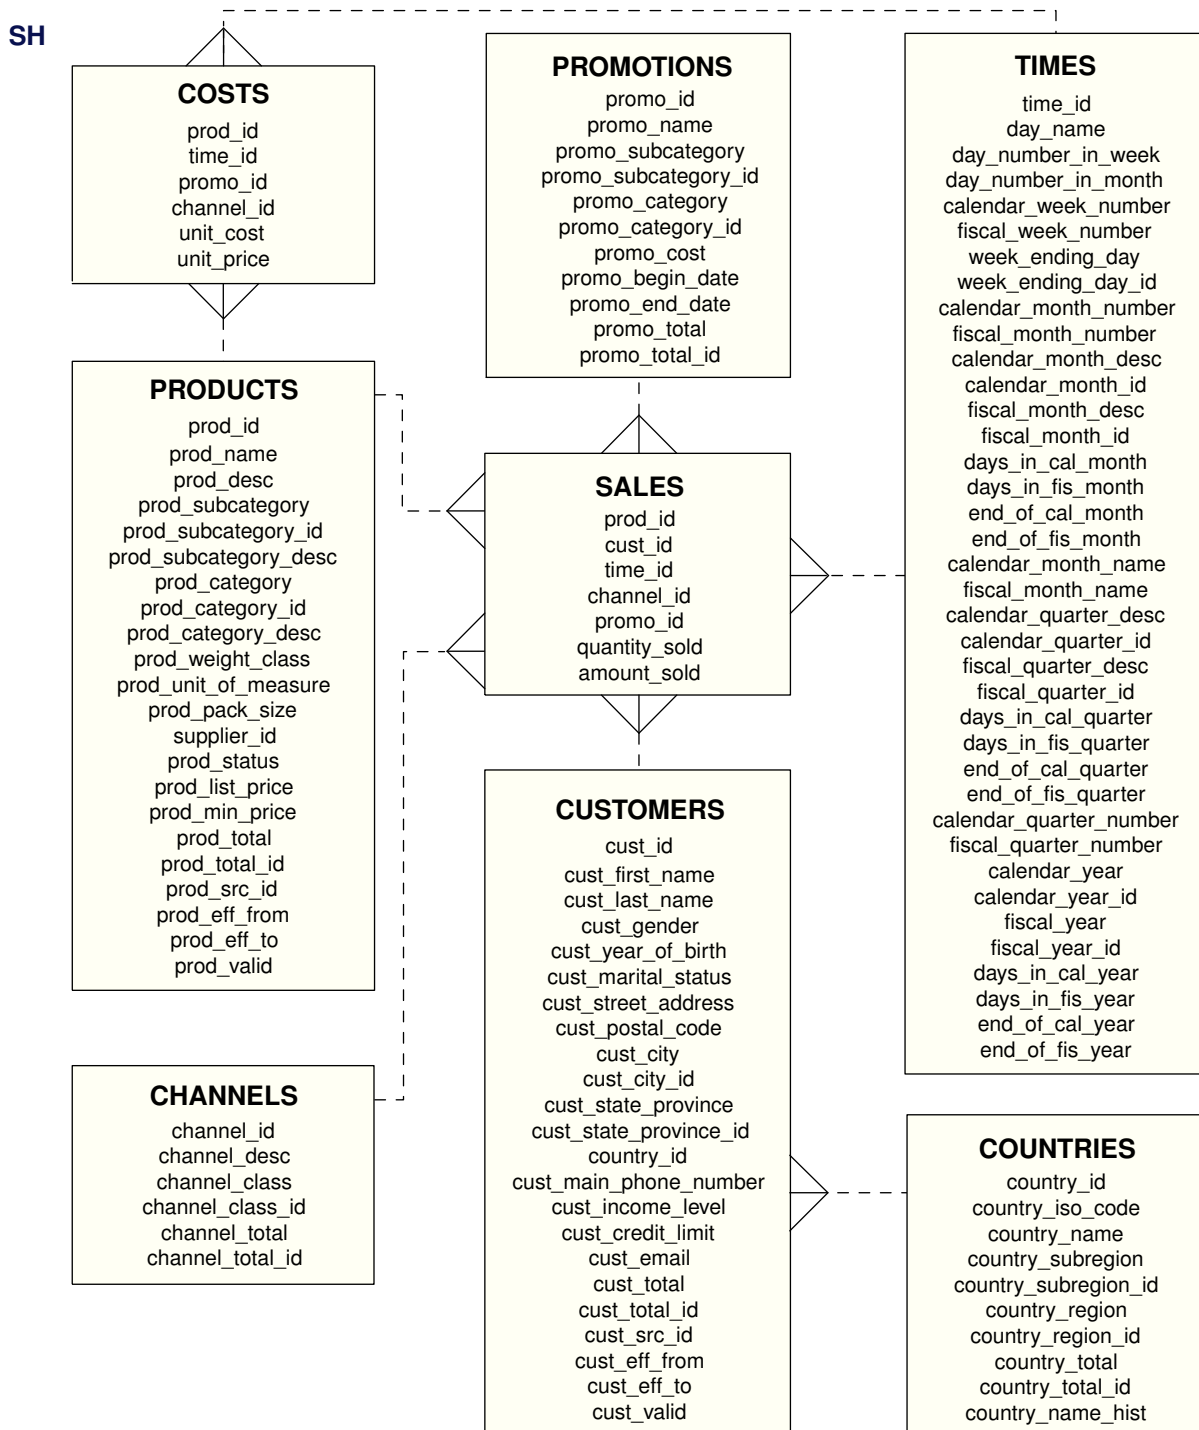 SH
COSTS
prod_id
time_id
promo_id
channel_id
unit_cost
unit_price
PRODUCTS
prod_id
prod_name
prod_desc
prod_subcategory
prod_subcategory_id
prod_subcategory_desc
prod_category
prod_category_id
prod_category_desc
prod_weight_class
prod_unit_of_measure
prod_pack_size
supplier_id
prod_status
prod_list_price
prod_min_price
prod_total
prod_total_id
prod_src_id
prod_eff_from
prod_eff_to
prod_valid
CHANNELS
channel_id
channel_desc
channel_class
channel_class_id
channel_total
channel_total_id
PROMOTIONS
promo_id
promo_name
promo_subcategory
promo_subcategory_id
promo_category
promo_category_id
promo_cost
promo_begin_date
promo_end_date
promo_total
promo_total_id
SALES
prod_id
cust_id
time_id
channel_id
promo_id
quantity_sold
amount_sold
CUSTOMERS
cust_id
cust_first_name
cust_last_name
cust_gender
cust_year_of_birth
cust_marital_status
cust_street_address
cust_postal_code
cust_city
cust_city_id
cust_state_province
cust_state_province_id
country_id
cust_main_phone_number
cust_income_level
cust_credit_limit
cust_email
cust_total
cust_total_id
cust_src_id
cust_eff_from
cust_eff_to
cust_valid
TIMES
time_id
day_name
day_number_in_week
day_number_in_month
calendar_week_number
fiscal_week_number
week_ending_day
week_ending_day_id
calendar_month_number
fiscal_month_number
calendar_month_desc
calendar_month_id
fiscal_month_desc
fiscal_month_id
days_in_cal_month
days_in_fis_month
end_of_cal_month
end_of_fis_month
calendar_month_name
fiscal_month_name
calendar_quarter_desc
calendar_quarter_id
fiscal_quarter_desc
fiscal_quarter_id
days_in_cal_quarter
days_in_fis_quarter
end_of_cal_quarter
end_of_fis_quarter
calendar_quarter_number
fiscal_quarter_number
calendar_year
calendar_year_id
fiscal_year
fiscal_year_id
days_in_cal_year
days_in_fis_year
end_of_cal_year
end_of_fis_year
COUNTRIES
country_id
country_iso_code
country_name
country_subregion
country_subregion_id
country_region
country_region_id
country_total
country_total_id
country_name_hist